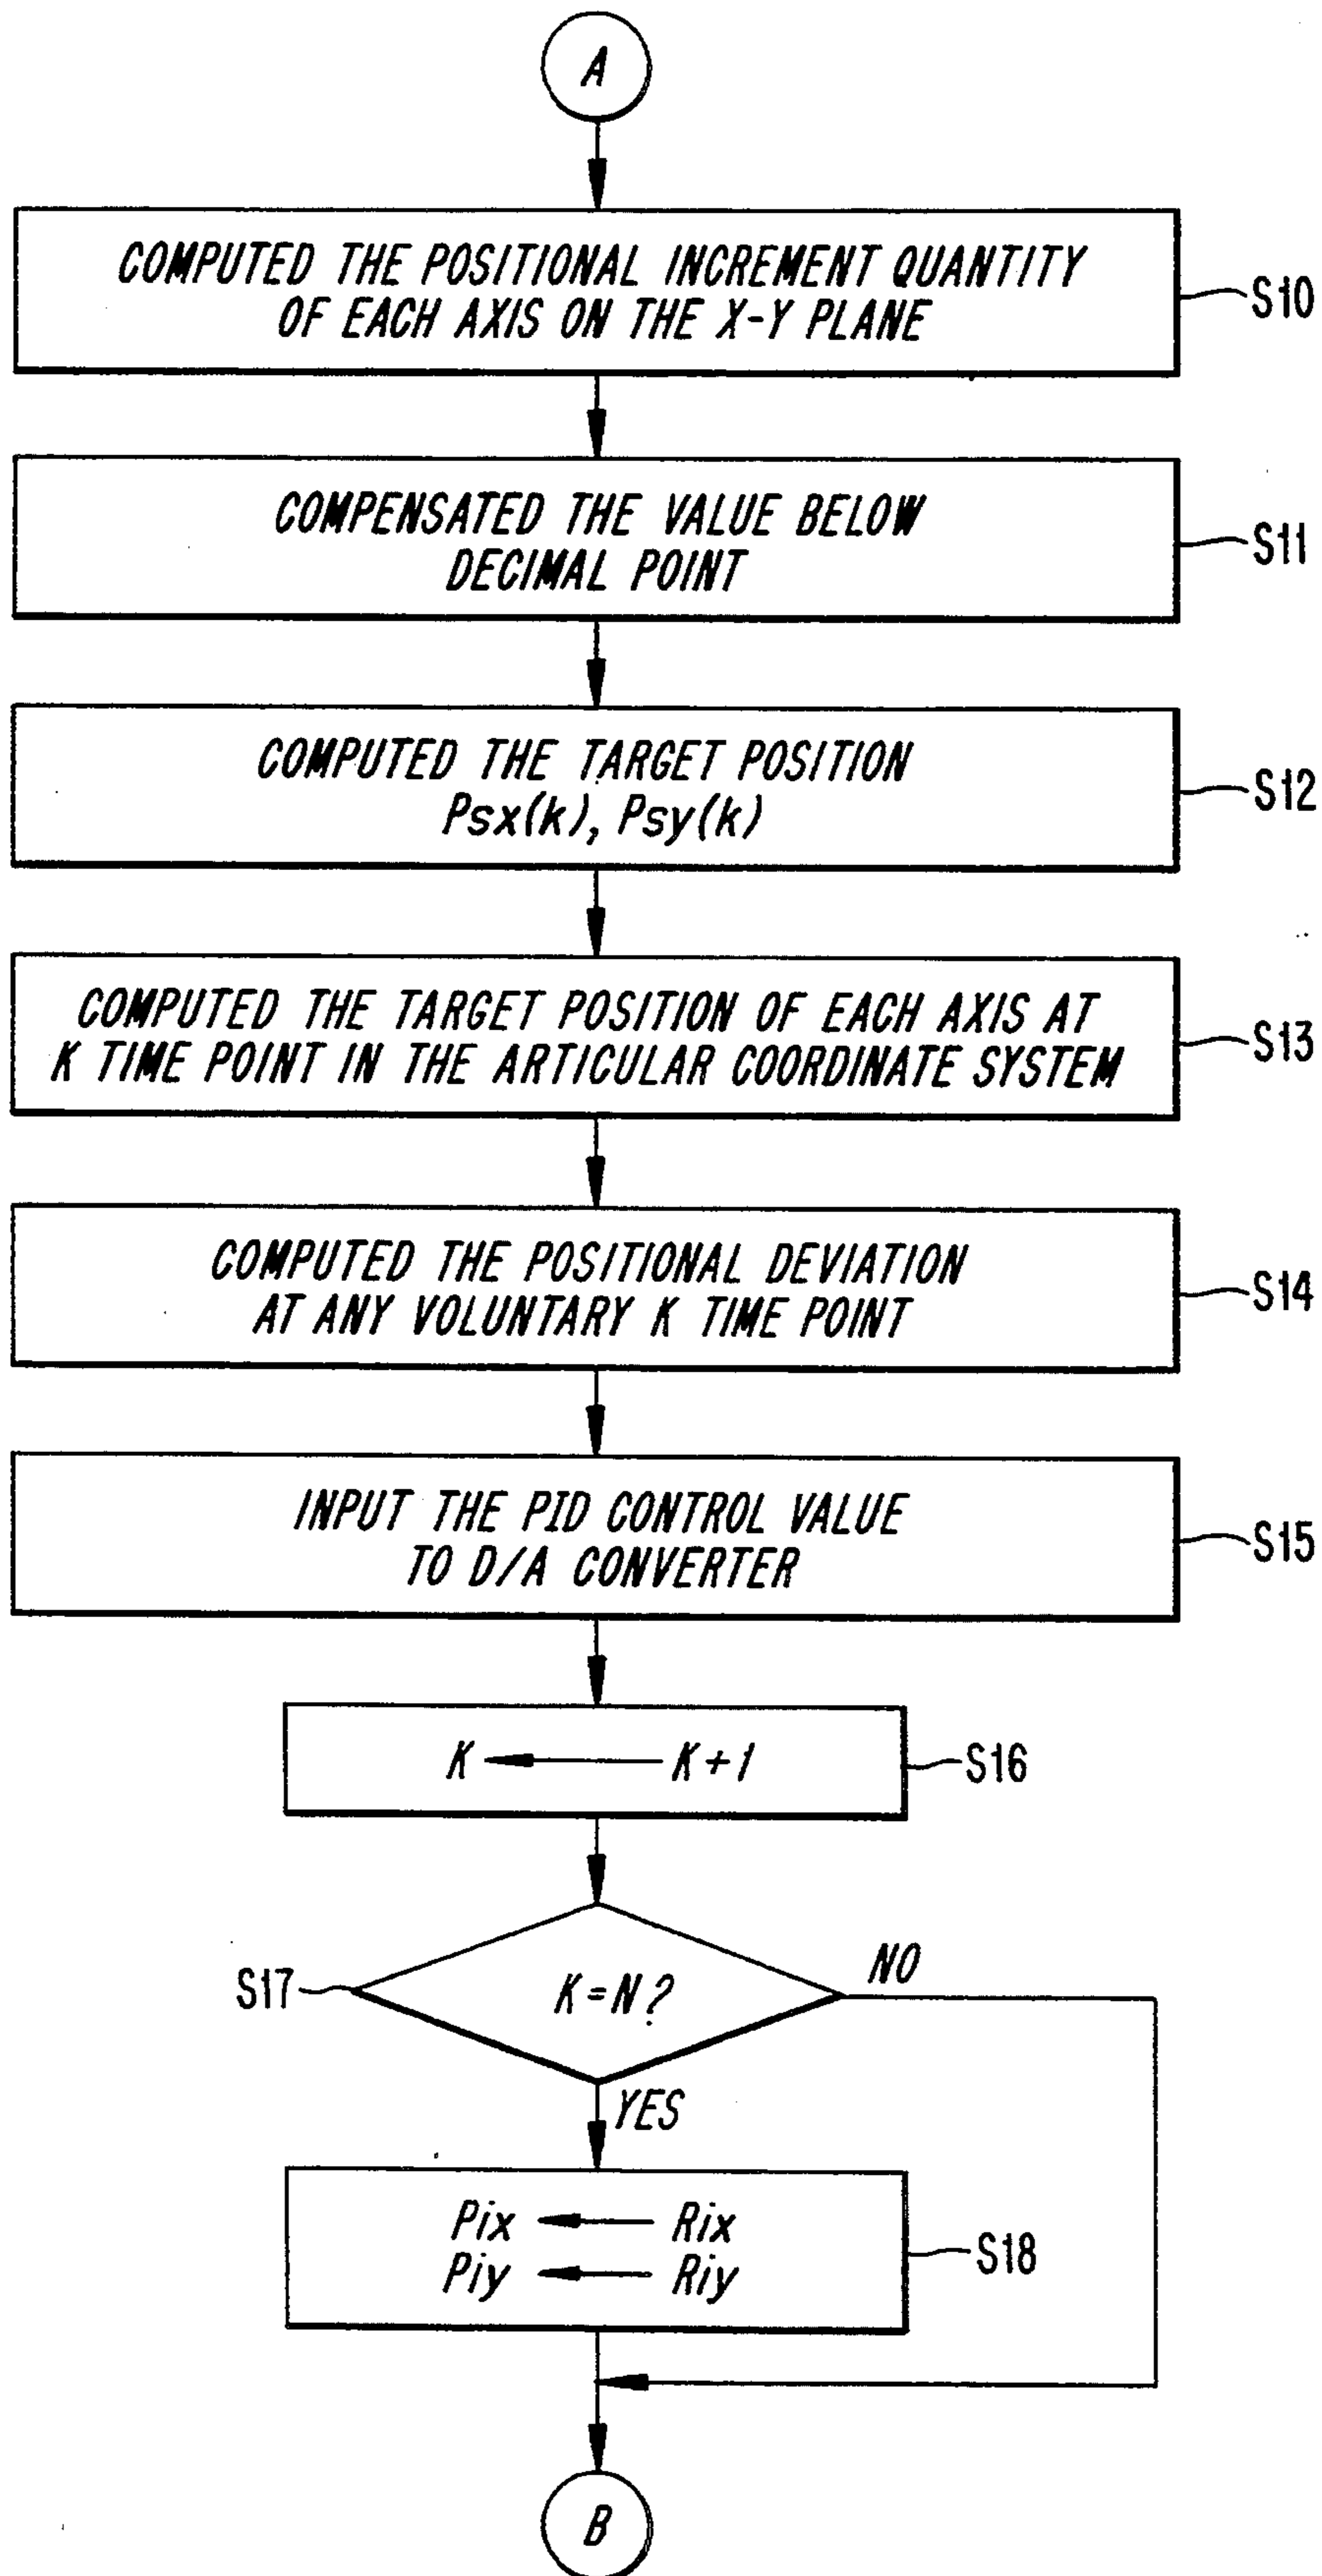 A
COMPUTED THE POSITIONAL INCREMENT QUANTITY
OF EACH AXIS ON THE X-Y PLANE
S10
COMPENSATED THE VALUE BELOW
DECIMAL POINT
S11
COMPUTED THE TARGET POSITION
Psx(k), Psy(k)
S12
COMPUTED THE TARGET POSITION OF EACH AXIS AT
K TIME POINT IN THE ARTICULAR COORDINATE SYSTEM
S13
COMPUTED THE POSITIONAL DEVIATION
AT ANY VOLUNTARY K TIME POINT
S14
INPUT THE PID CONTROL VALUE
TO D/A CONVERTER
S15
K ← K+1
S16
S17
K=N?
NO
YES
Pix ← Rix
Piy ← Riy
S18
B